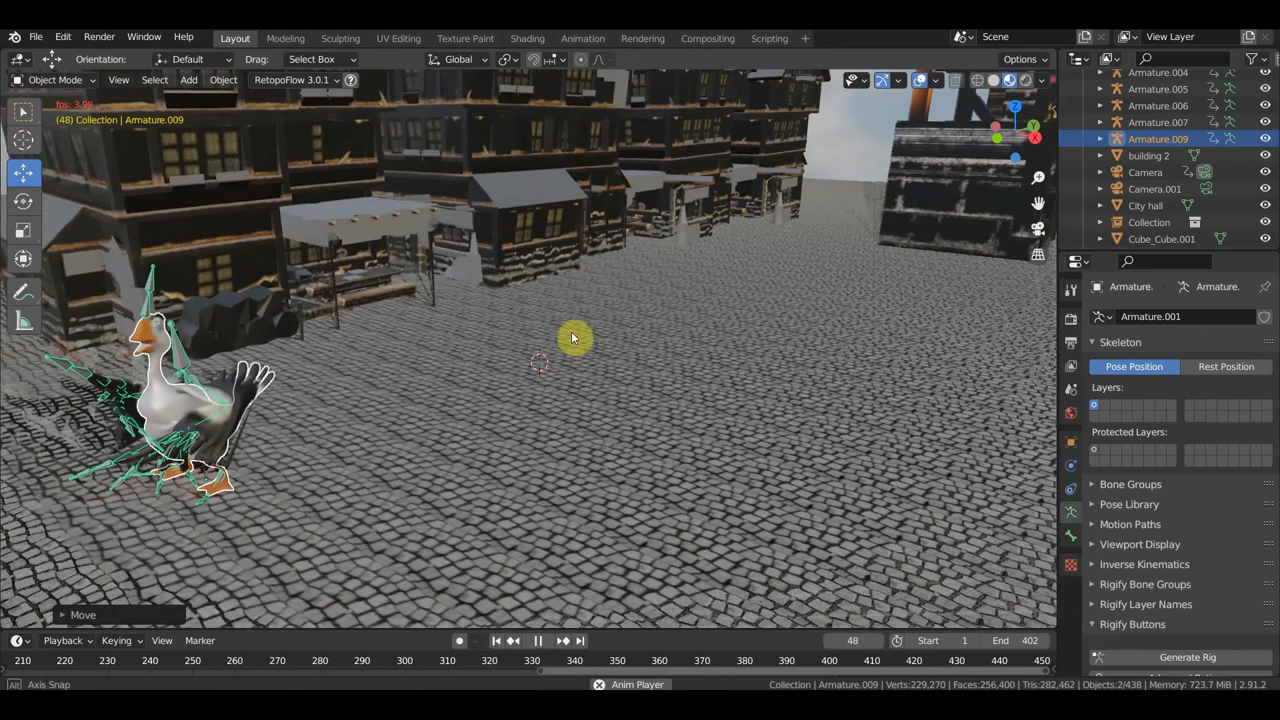 File Edit Render Window Help Layout Modeling Sculpting UV Editing Texture Paint Shading Animation Rendering Compositing Scripting + Scene View Layer
Orientation: Default Drag: Select Box Global Options
Object Mode View Select Add Object RetopoFlow 3.0.1
fps: 3.98
(48) Collection | Armature.009
Z
Y
X
Armature.004
Armature.005
Armature.006
Armature.007
Armature.009
building 2
Camera
Camera.001
City hall
Collection
Cube_Cube.001
Armature. Armature.
Armature.001
Skeleton
Pose Position Rest Position
Layers:
Protected Layers:
Bone Groups
Pose Library
Motion Paths
Viewport Display
Inverse Kinematics
Rigify Bone Groups
Rigify Layer Names
Rigify Buttons
Generate Rig
Move
Playback Keying View Marker 48 Start 1 End 402
210 220 230 240 250 260 270 280 290 300 310 320 330 340 350 360 370 380 390 400 410 420 430 440 450
Alt Axis Snap Anim Player Collection | Armature.009 | Verts:229,270 | Faces:256,400 | Tris:282,462 | Objects:2/438 | Memory: 723.7 MiB | 2.91.2